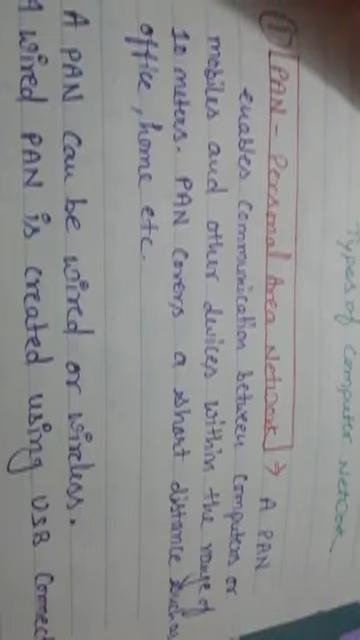 Types of Computer Network
① PAN - Personal Area Network → A PAN
enables communication between computers or
mobiles and other devices within the range of
10 meters. PAN covers a short distance such
office, home etc.
A PAN can be wired or wireless.
A wired PAN is created using USB Connect